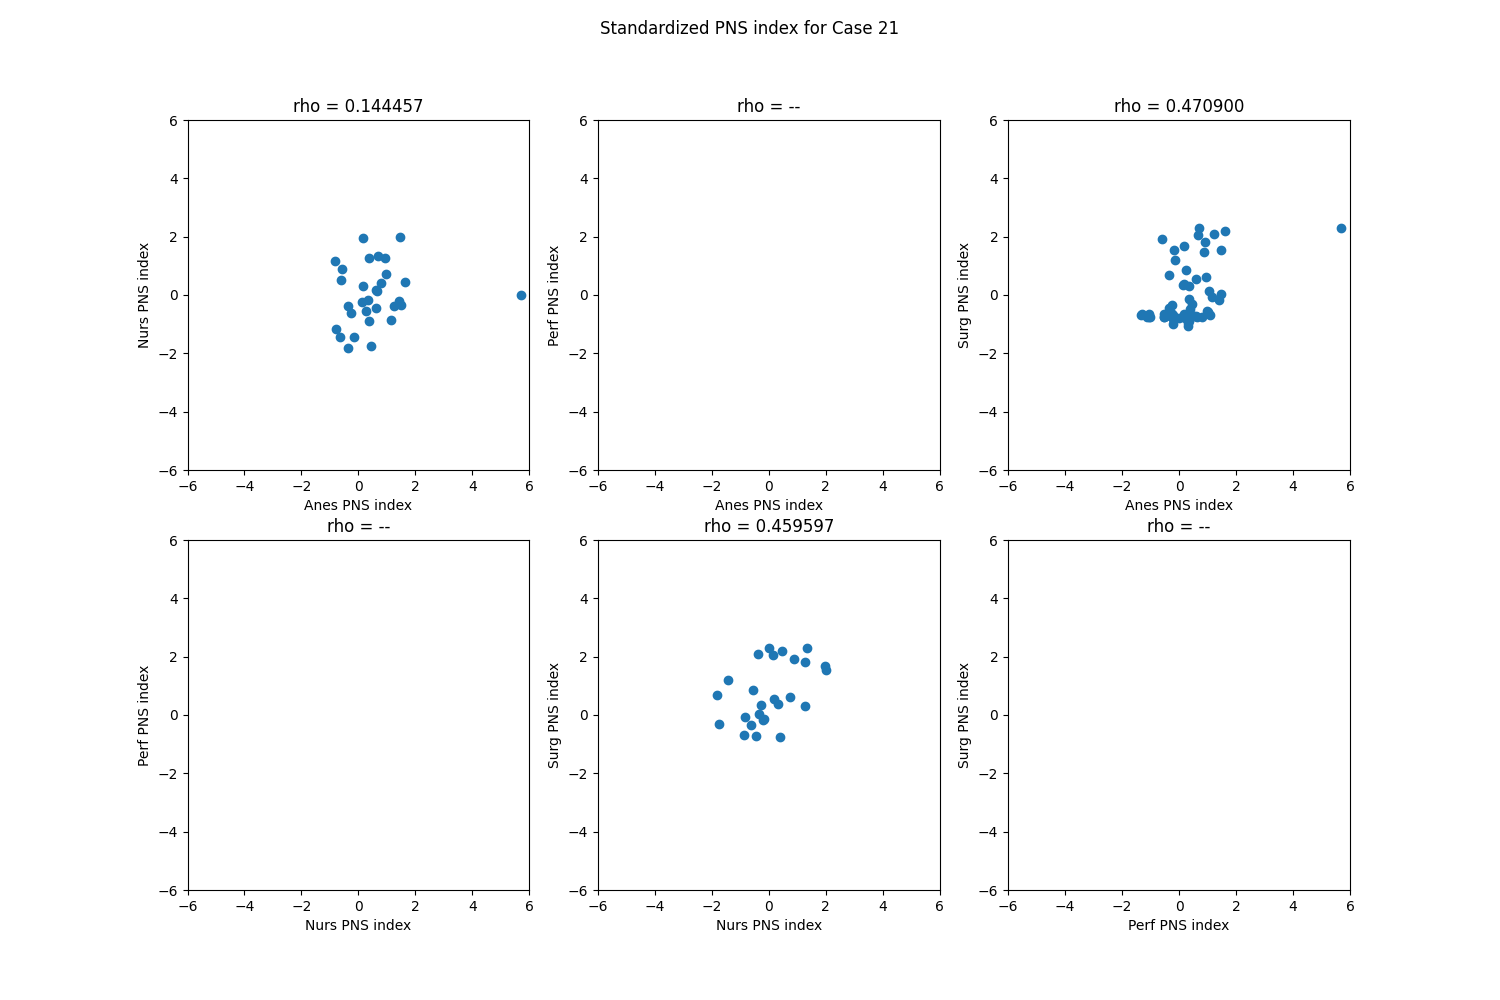 Standardized PNS index for Case 21
rho = 0.144457
6
4
2
0
−2
−4
−6
Nurs PNS index
−6 −4 −2 0 2 4 6
Anes PNS index
rho = --
6
4
2
0
−2
−4
−6
Perf PNS index
−6 −4 −2 0 2 4 6
Anes PNS index
rho = 0.470900
6
4
2
0
−2
−4
−6
Surg PNS index
−6 −4 −2 0 2 4 6
Anes PNS index
rho = --
6
4
2
0
−2
−4
−6
Perf PNS index
−6 −4 −2 0 2 4 6
Nurs PNS index
rho = 0.459597
6
4
2
0
−2
−4
−6
Surg PNS index
−6 −4 −2 0 2 4 6
Nurs PNS index
rho = --
6
4
2
0
−2
−4
−6
Surg PNS index
−6 −4 −2 0 2 4 6
Perf PNS index